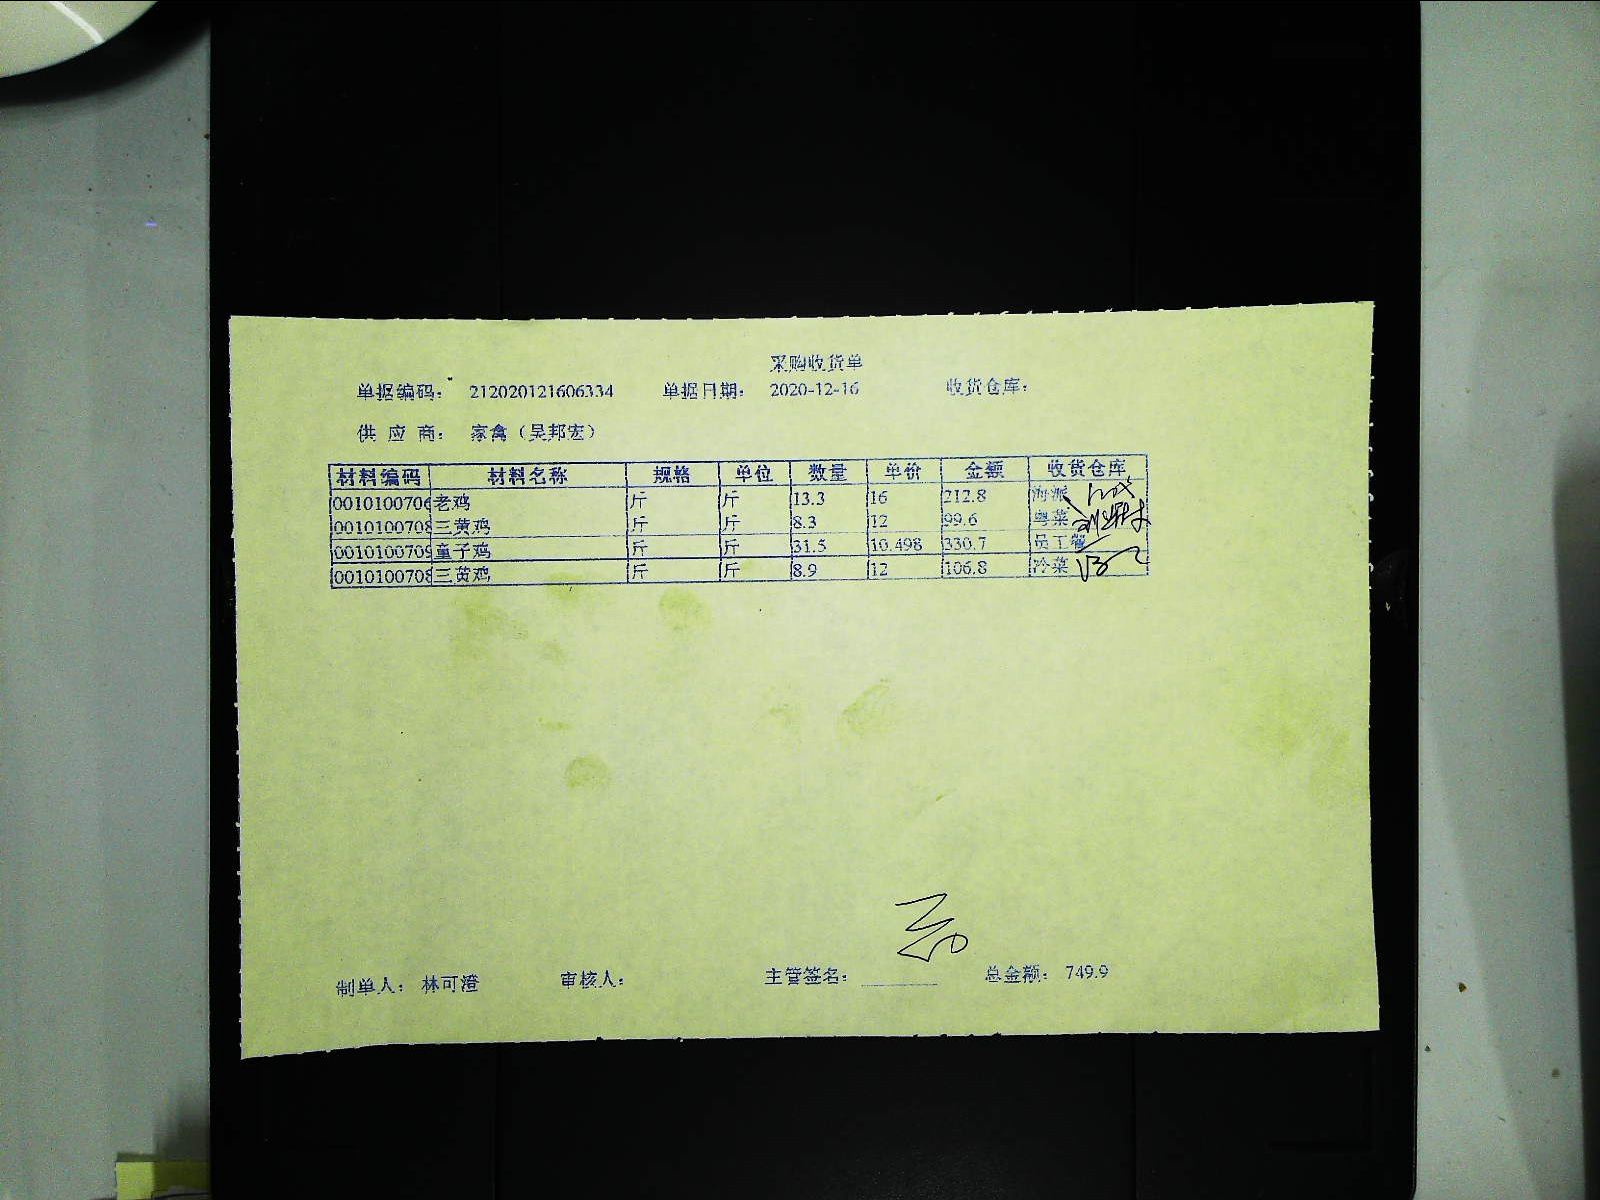 采购收货单
单据编码： 212020121606334 单据日期： 2020-12-16 收货仓库：
供 应 商： 家禽（吴邦宏）
材料编码 材料名称 规格 单位 数量 单价 金额 收货仓库
0010100706 老鸡 斤 斤 13.3 16 212.8 海派
0010100708 三黄鸡 斤 斤 8.3 12 99.6 粤菜
0010100709 童子鸡 斤 斤 31.5 10.498 330.7 员工餐
0010100708 三黄鸡 斤 斤 8.9 12 106.8 冷菜
制单人： 林可澄 审核人： 主管签名： 总金额： 749.9